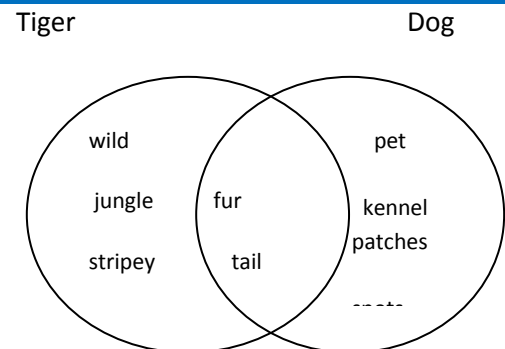 Tiger Dog
wild pet
jungle fur kennel
patches
stripey tail